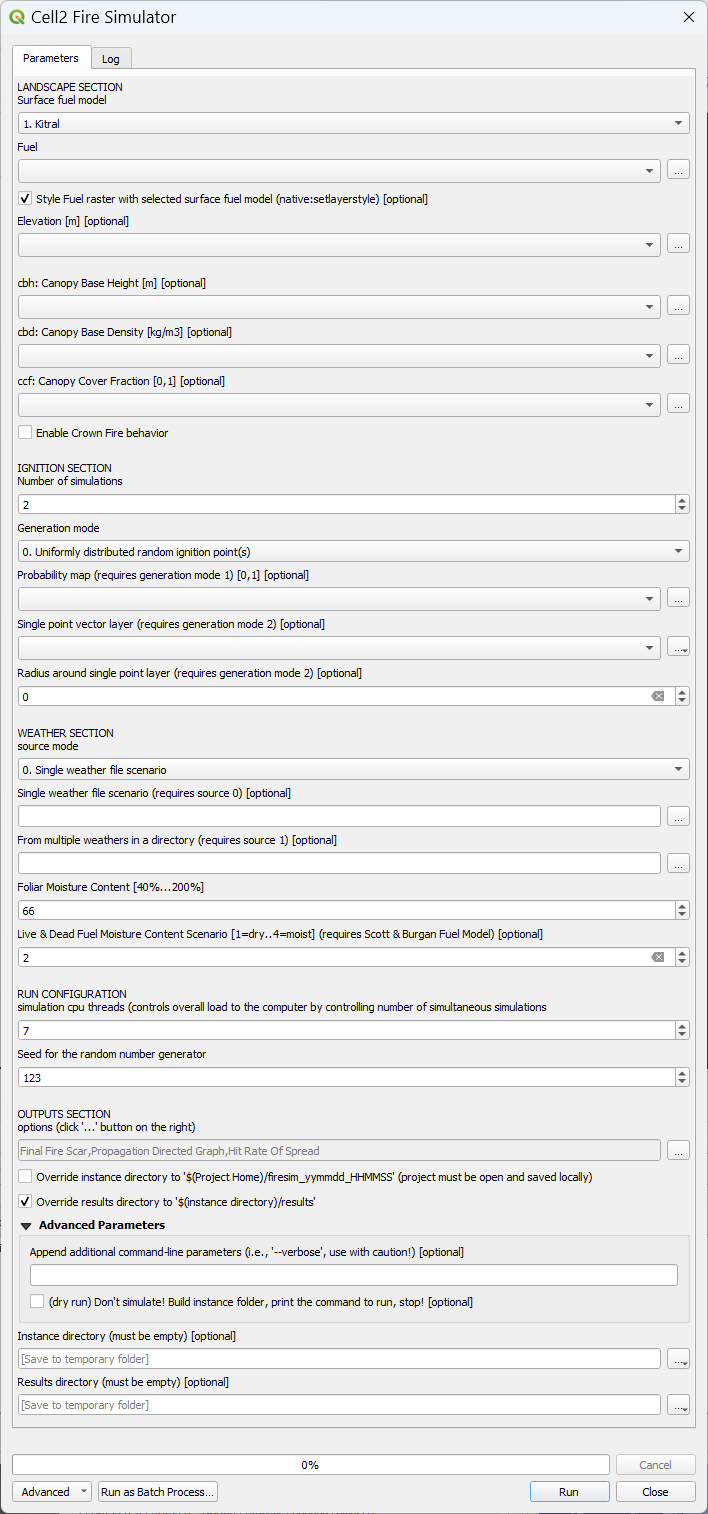 Cell2 Fire Simulator
Parameters
Log
LANDSCAPE SECTION
Surface fuel model
1. Kitral
Fuel
...
Style Fuel raster with selected surface fuel model (native:setlayerstyle) [optional]
Elevation [m] [optional]
...
cbh: Canopy Base Height [m] [optional]
...
cbd: Canopy Base Density [kg/m3] [optional]
...
ccf: Canopy Cover Fraction [0,1] [optional]
...
Enable Crown Fire behavior
IGNITION SECTION
Number of simulations
2
Generation mode
0. Uniformly distributed random ignition point(s)
Probability map (requires generation mode 1) [0,1] [optional]
...
Single point vector layer (requires generation mode 2) [optional]
...
Radius around single point layer (requires generation mode 2) [optional]
0
WEATHER SECTION
source mode
0. Single weather file scenario
Single weather file scenario (requires source 0) [optional]
...
From multiple weathers in a directory (requires source 1) [optional]
...
Foliar Moisture Content [40%...200%]
66
Live & Dead Fuel Moisture Content Scenario [1=dry..4=moist] (requires Scott & Burgan Fuel Model) [optional]
2
RUN CONFIGURATION
simulation cpu threads (controls overall load to the computer by controlling number of simultaneous simulations
7
Seed for the random number generator
123
OUTPUTS SECTION
options (click '...' button on the right)
Final Fire Scar,Propagation Directed Graph,Hit Rate Of Spread
...
Override instance directory to '$(Project Home)/firesim_yymmdd_HHMMSS' (project must be open and saved locally)
Override results directory to '$(instance directory)/results'
Advanced Parameters
Append additional command-line parameters (i.e., '--verbose', use with caution!) [optional]
(dry run) Don't simulate! Build instance folder, print the command to run, stop! [optional]
Instance directory (must be empty) [optional]
[Save to temporary folder]
...
Results directory (must be empty) [optional]
[Save to temporary folder]
...
0%
Cancel
Advanced
Run as Batch Process...
Run
Close